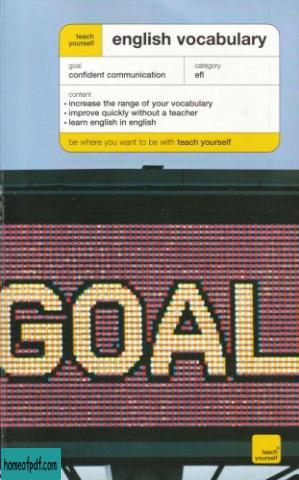 teach
yourself
english vocabulary
goal
confident communication
category
efl
content
• increase the range of your vocabulary
• improve quickly without a teacher
• learn english in english
be where you want to be with teach yourself
GOAL
teach
yourself
homeofpdf.com